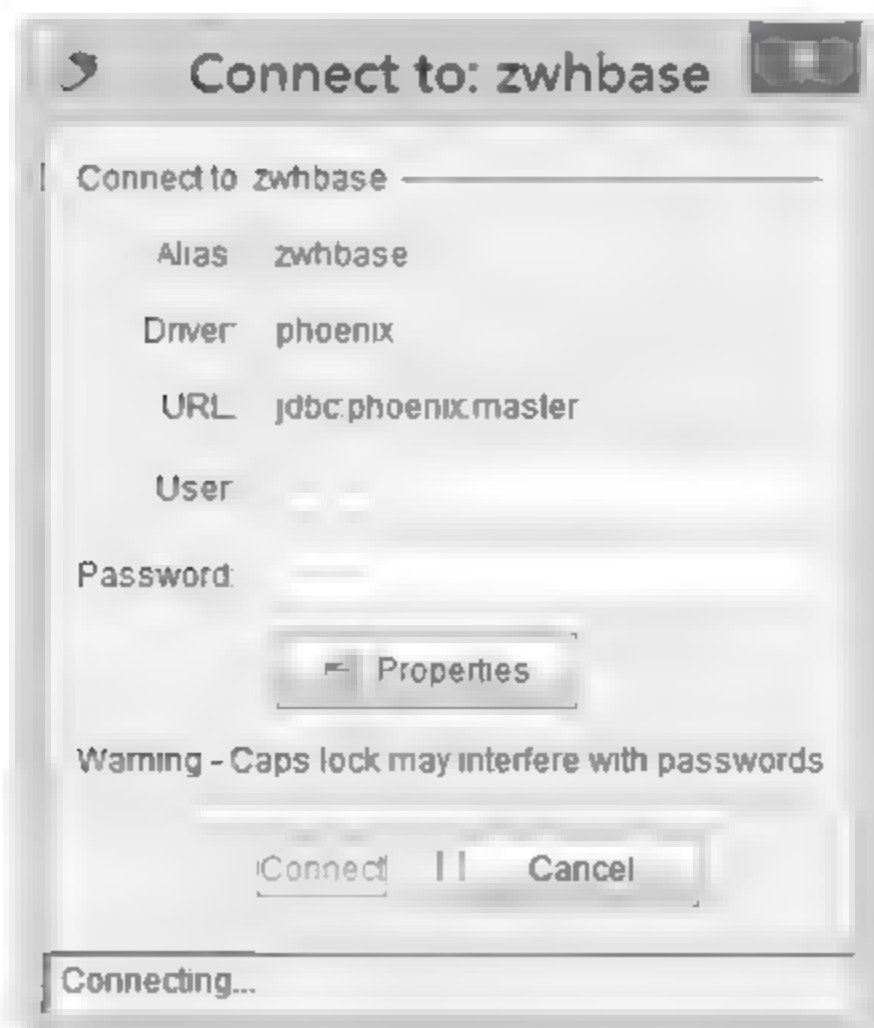 Connect to: zwhbase
Connect to zwhbase
Alias zwhbase
Driver: phoenix
URL: jdbc:phoenix:master
User
Password:
Properties
Warning - Caps lock may interfere with passwords
Connect Cancel
Connecting...